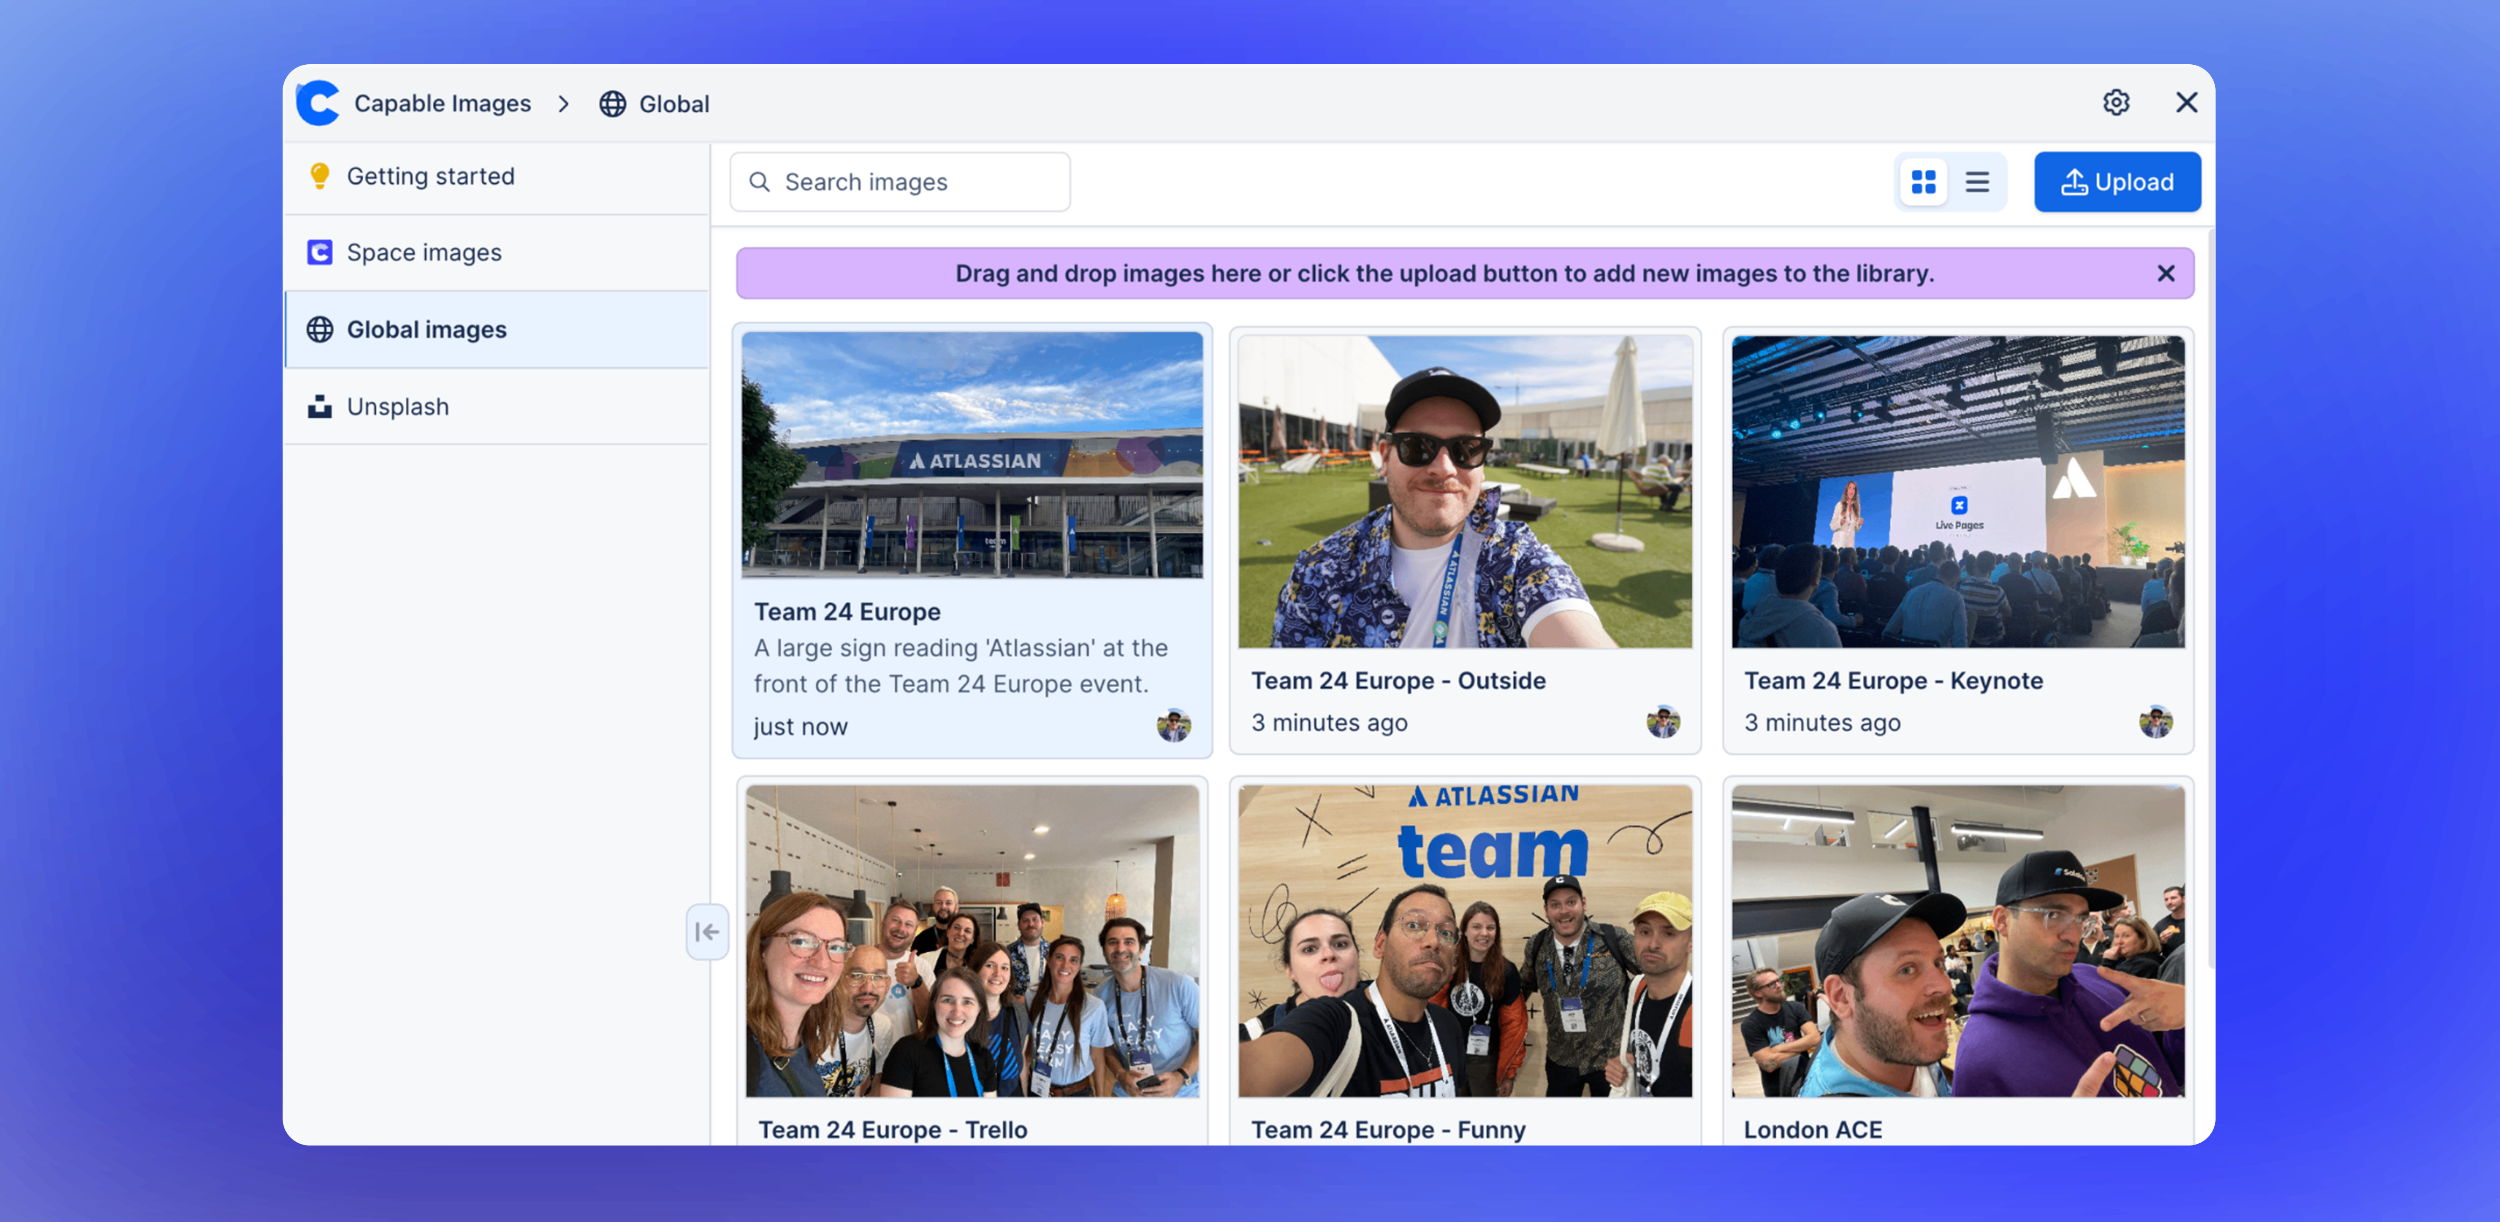 Capable Images
Global
Getting started
Space images
Global images
Unsplash
Search images
Upload
Drag and drop images here or click the upload button to add new images to the library.
ATLASSIAN
team
Team 24 Europe
A large sign reading 'Atlassian' at the
front of the Team 24 Europe event.
just now
ATLASSIAN
Team 24 Europe - Outside
3 minutes ago
Live Pages
Team 24 Europe - Keynote
3 minutes ago
Team 24 Europe - Trello
ATLASSIAN
team
ATLASSIAN
Team 24 Europe - Funny
London ACE